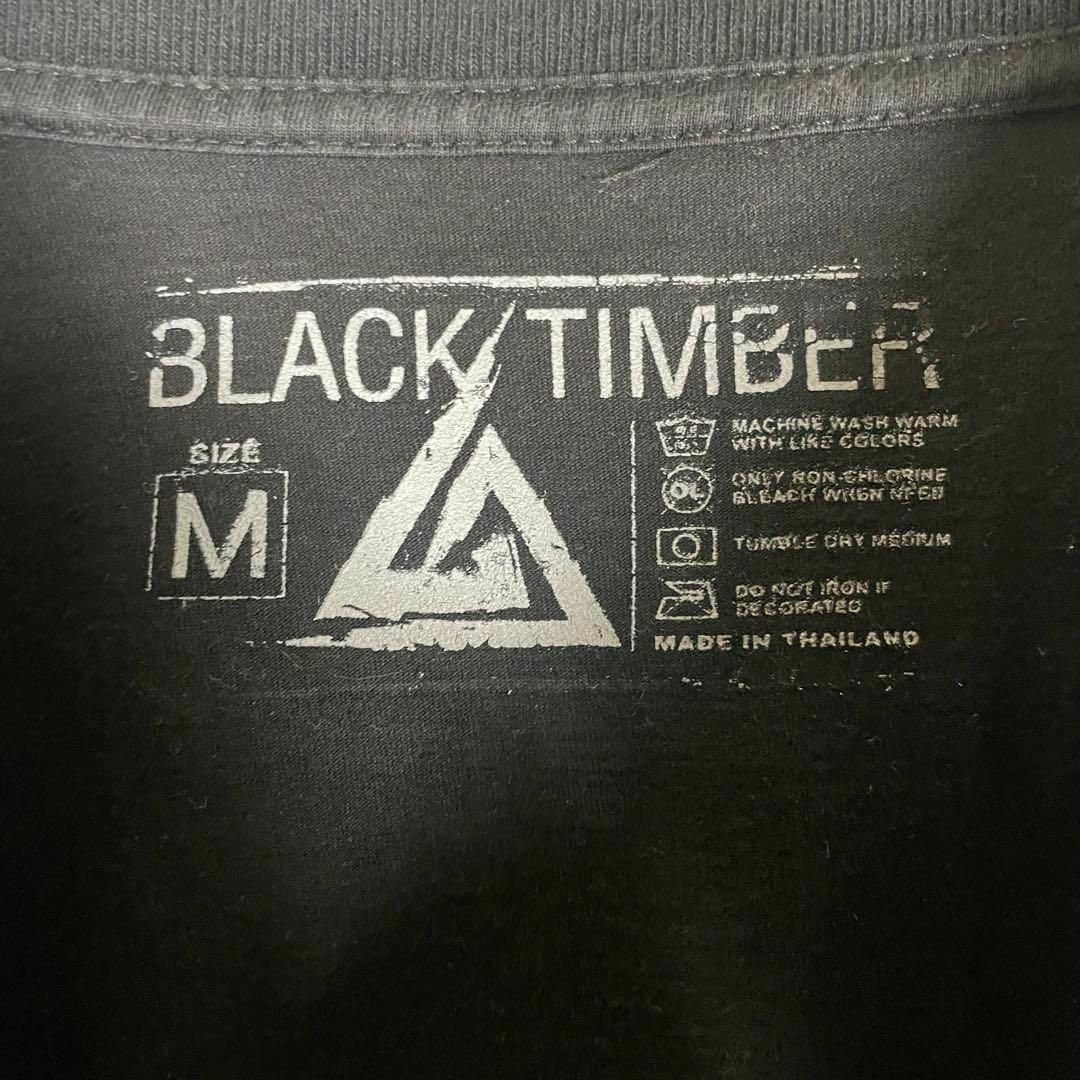 BLACK TIMBER
SIZE
M
MACHINE WASH WARM
WITH LIKE COLORS
ONLY NON-CHLORINE
BLEACH WHEN NEED
TUMBLE DRY MEDIUM
DO NOT IRON IF
DECORATED
MADE IN THAILAND